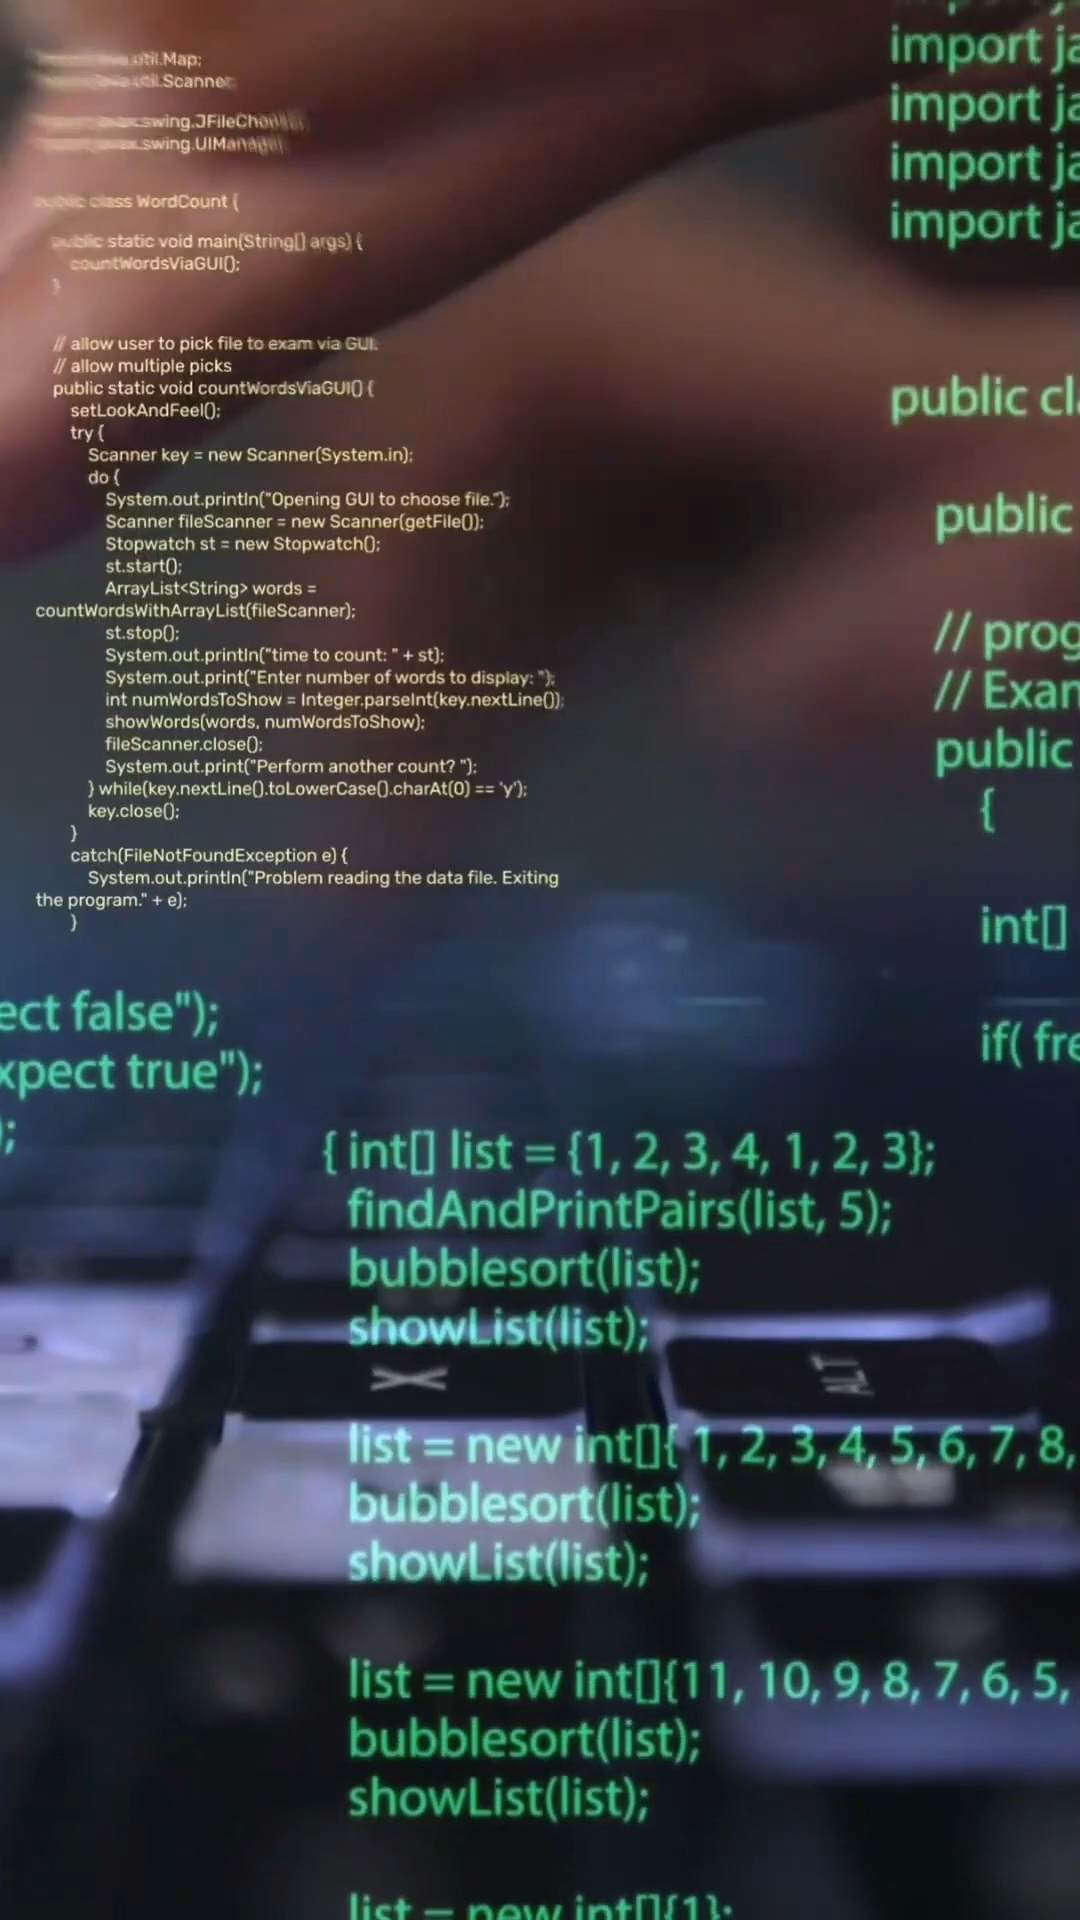 util.Map;
util.Scanner;
swing.JFileChoo
swing.UIManag
public class WordCount {
public static void main(String[] args) {
countWordsViaGUI();
}
// allow user to pick file to exam via GUI.
// allow multiple picks
public static void countWordsViaGUI() {
setLookAndFeel();
try {
Scanner key = new Scanner(System.in);
do {
System.out.println("Opening GUI to choose file.");
Scanner fileScanner = new Scanner(getFile());
Stopwatch st = new Stopwatch();
st.start();
ArrayList<String> words =
countWordsWithArrayList(fileScanner);
st.stop();
System.out.println("time to count: " + st);
System.out.print("Enter number of words to display: ");
int numWordsToShow = Integer.parseInt(key.nextLine());
showWords(words, numWordsToShow);
fileScanner.close();
System.out.print("Perform another count? ");
} while(key.nextLine().toLowerCase().charAt(0) == 'y');
key.close();
}
catch(FileNotFoundException e) {
System.out.println("Problem reading the data file. Exiting
the program." + e);
}
import ja
import ja
import ja
import ja
public cla
public
// prog
// Exan
public
{
int[]
if( fre
ect false");
xpect true");
);
{ int[] list = {1, 2, 3, 4, 1, 2, 3};
findAndPrintPairs(list, 5);
bubblesort(list);
showList(list);
X
ALT
list = new int[]{ 1, 2, 3, 4, 5, 6, 7, 8,
bubblesort(list);
showList(list);
list = new int[]{11, 10, 9, 8, 7, 6, 5,
bubblesort(list);
showList(list);
list = new int[]{1};